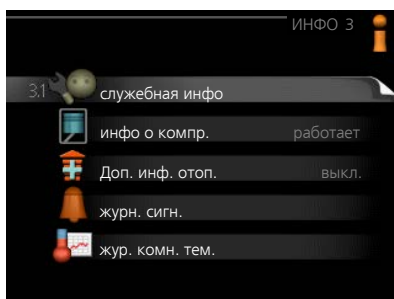 ИНФО 3
3.1 служебная инфо
инфо о компр. работает
Доп. инф. отоп. выкл.
журн. сигн.
жур. комн. тем.